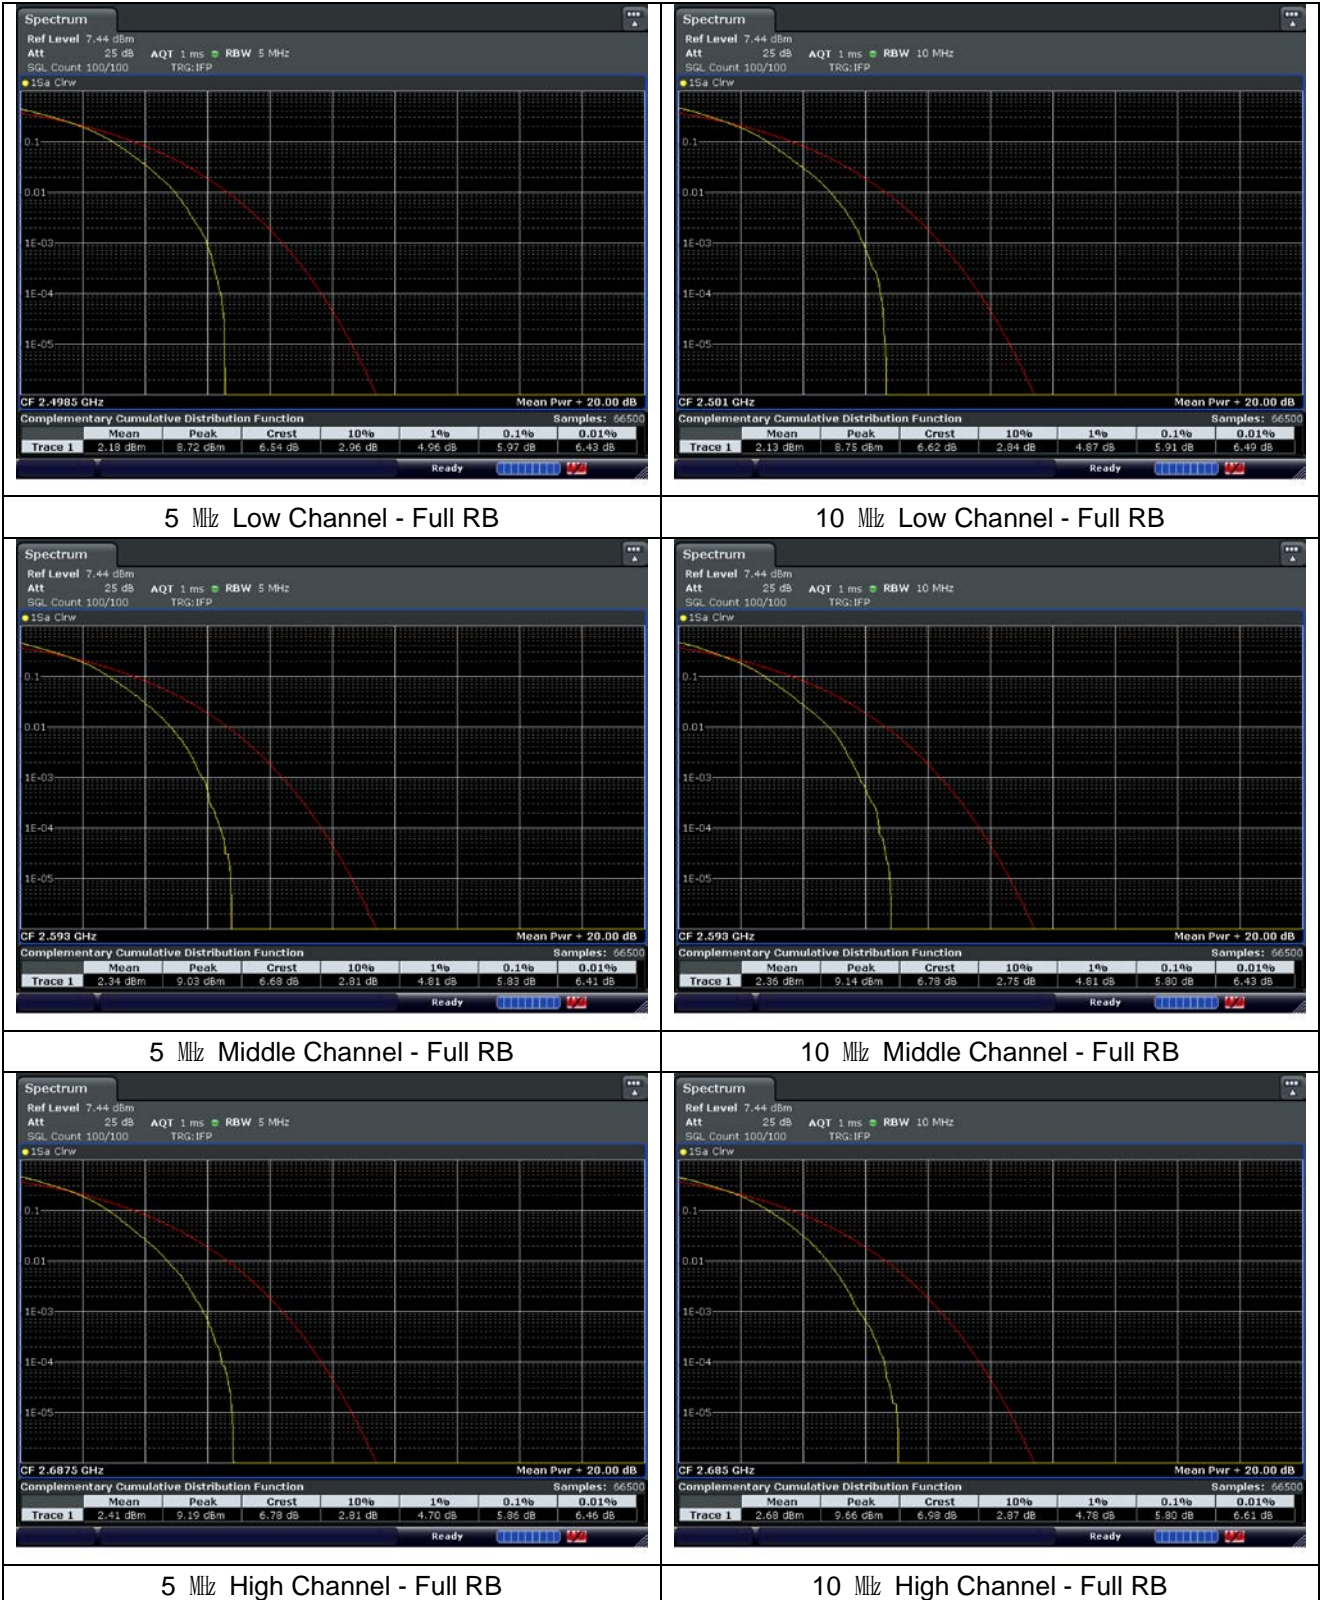 Spectrum
Ref Level 7.44 dBm
Att 25 dB AQT 1 ms RBW 5 MHz
SGL Count 100/100 TRG:IFP
1Sa Clrw
0.1
0.01
1E-03
1E-04
1E-05
CF 2.4985 GHz Mean Pwr + 20.00 dB
Complementary Cumulative Distribution Function Samples: 66500
Mean Peak Crest 10% 1% 0.1% 0.01%
Trace 1 2.18 dBm 8.72 dBm 6.54 dB 2.96 dB 4.96 dB 5.97 dB 6.43 dB
Ready
5 ㎒ Low Channel - Full RB
Spectrum
Ref Level 7.44 dBm
Att 25 dB AQT 1 ms RBW 10 MHz
SGL Count 100/100 TRG:IFP
1Sa Clrw
0.1
0.01
1E-03
1E-04
1E-05
CF 2.501 GHz Mean Pwr + 20.00 dB
Complementary Cumulative Distribution Function Samples: 66500
Mean Peak Crest 10% 1% 0.1% 0.01%
Trace 1 2.13 dBm 8.75 dBm 6.62 dB 2.84 dB 4.87 dB 5.91 dB 6.49 dB
Ready
10 ㎒ Low Channel - Full RB
Spectrum
Ref Level 7.44 dBm
Att 25 dB AQT 1 ms RBW 5 MHz
SGL Count 100/100 TRG:IFP
1Sa Clrw
0.1
0.01
1E-03
1E-04
1E-05
CF 2.593 GHz Mean Pwr + 20.00 dB
Complementary Cumulative Distribution Function Samples: 66500
Mean Peak Crest 10% 1% 0.1% 0.01%
Trace 1 2.34 dBm 9.03 dBm 6.68 dB 2.81 dB 4.81 dB 5.83 dB 6.41 dB
Ready
5 ㎒ Middle Channel - Full RB
Spectrum
Ref Level 7.44 dBm
Att 25 dB AQT 1 ms RBW 10 MHz
SGL Count 100/100 TRG:IFP
1Sa Clrw
0.1
0.01
1E-03
1E-04
1E-05
CF 2.593 GHz Mean Pwr + 20.00 dB
Complementary Cumulative Distribution Function Samples: 66500
Mean Peak Crest 10% 1% 0.1% 0.01%
Trace 1 2.36 dBm 9.14 dBm 6.78 dB 2.75 dB 4.81 dB 5.80 dB 6.43 dB
Ready
10 ㎒ Middle Channel - Full RB
Spectrum
Ref Level 7.44 dBm
Att 25 dB AQT 1 ms RBW 5 MHz
SGL Count 100/100 TRG:IFP
1Sa Clrw
0.1
0.01
1E-03
1E-04
1E-05
CF 2.6875 GHz Mean Pwr + 20.00 dB
Complementary Cumulative Distribution Function Samples: 66500
Mean Peak Crest 10% 1% 0.1% 0.01%
Trace 1 2.41 dBm 9.19 dBm 6.78 dB 2.81 dB 4.70 dB 5.86 dB 6.46 dB
Ready
5 ㎒ High Channel - Full RB
Spectrum
Ref Level 7.44 dBm
Att 25 dB AQT 1 ms RBW 10 MHz
SGL Count 100/100 TRG:IFP
1Sa Clrw
0.1
0.01
1E-03
1E-04
1E-05
CF 2.685 GHz Mean Pwr + 20.00 dB
Complementary Cumulative Distribution Function Samples: 66500
Mean Peak Crest 10% 1% 0.1% 0.01%
Trace 1 2.68 dBm 9.66 dBm 6.98 dB 2.87 dB 4.78 dB 5.80 dB 6.61 dB
Ready
10 ㎒ High Channel - Full RB